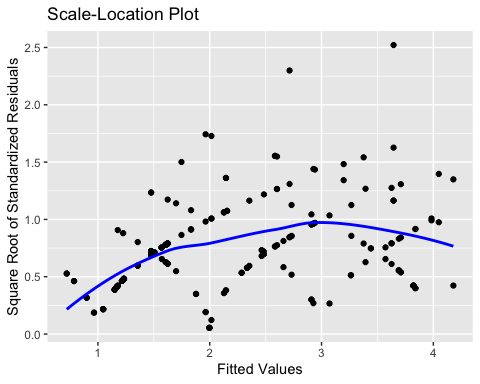 Scale-Location Plot
Square Root of Standardized Residuals
2.5
2.0
1.5
1.0
0.5
0.0
1 2 3 4
Fitted Values